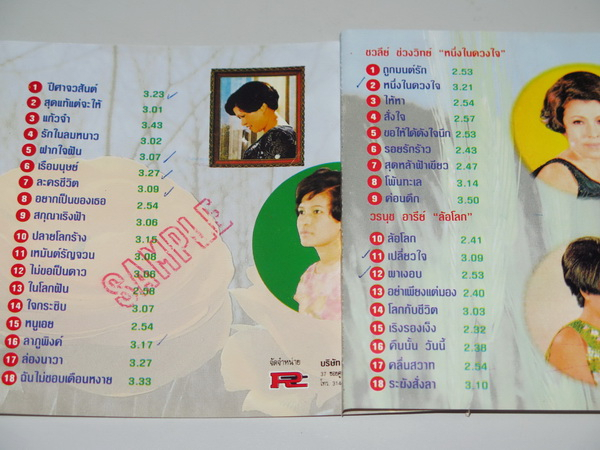 1 ปีศาจวสันต์ 3.23
2 สุดแท้แต่จะให้ 3.01
3 แก้วจ๋า 3.43
4 รักในลมหนาว 3.02
5 ฝากใจฝัน 3.07
6 เรือมนุษย์ 3.27
7 ละครชีวิต 3.09
8 อยากเป็นของเธอ 2.54
9 สกุณาเริงฟ้า 3.06
10 ปลายโลกร้าง 3.15
11 เหมันต์รัญจวน 3.08
12 ไม่ขอเป็นดาว 3.08
13 ในโลกฝัน 2.58
14 ใจกระซิบ 3.07
15 หนูเอย 2.54
16 ลาภูพิงค์ 3.17
17 ล่องนาวา 3.27
18 ฉันไม่ชอบเดือนหงาย 3.33
SAMPLE
จัดจำหน่าย
บริษัท
ชวลีย์ ช่วงวิทย์ "หนึ่งในดวงใจ"
1 ถูกมนต์รัก 2.53
2 หนึ่งในดวงใจ 3.21
3 ไห้หา 2.54
4 สั่งใจ 2.57
5 ขอให้ได้ดังใจนึก 2.53
6 รอยรักร้าว 2.43
7 สุดหล้าฟ้าเขียว 2.47
8 โผ้นทะเล 3.14
9 ค่อนดึก 3.50
วรนุช อารีย์ "ล้อโลก"
10 ล้อโลก 2.41
11 เปลี่ยวใจ 3.09
12 พาเงอบ 2.53
13 อย่าเพียงแต่มอง 2.40
14 โลกกับชีวิต 3.03
15 เริงรองเง็ง 2.32
16 คืนนั้น วันนี้ 2.38
17 คลื่นสวาท 2.54
18 ระฆังสั่งลา 3.10